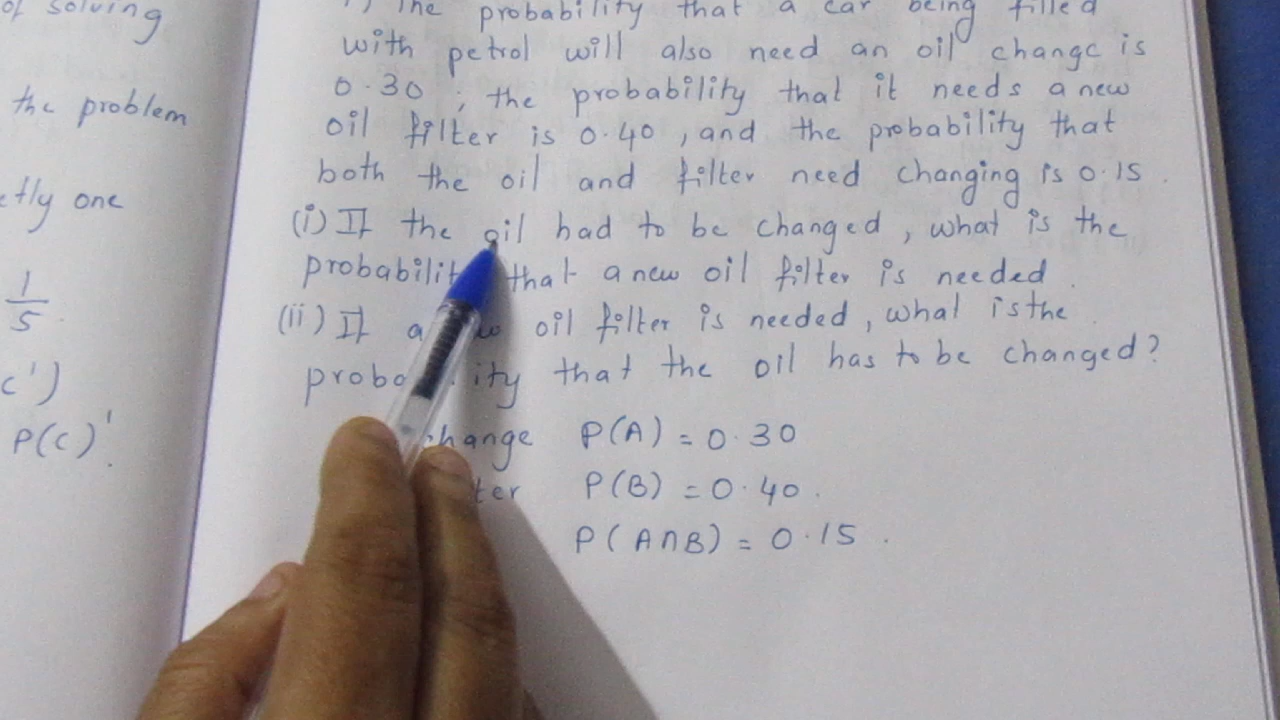 of solving
the problem
ctly one
1
5
c')
P(C)'.
The probability that a car being filled
with petrol will also need an oil change is
0.30 ; the probability that it needs a new
oil filter is 0.40 , and the probability that
both the oil and filter need changing is 0.15 .
(i) If the oil had to be changed , what is the
probability that a new oil filter is needed .
(ii) If a oil filter is needed , what is the
probability that the oil has to be changed ?
change P(A) = 0.30
ter P(B) = 0.40 .
P(A∩B) = 0.15 .